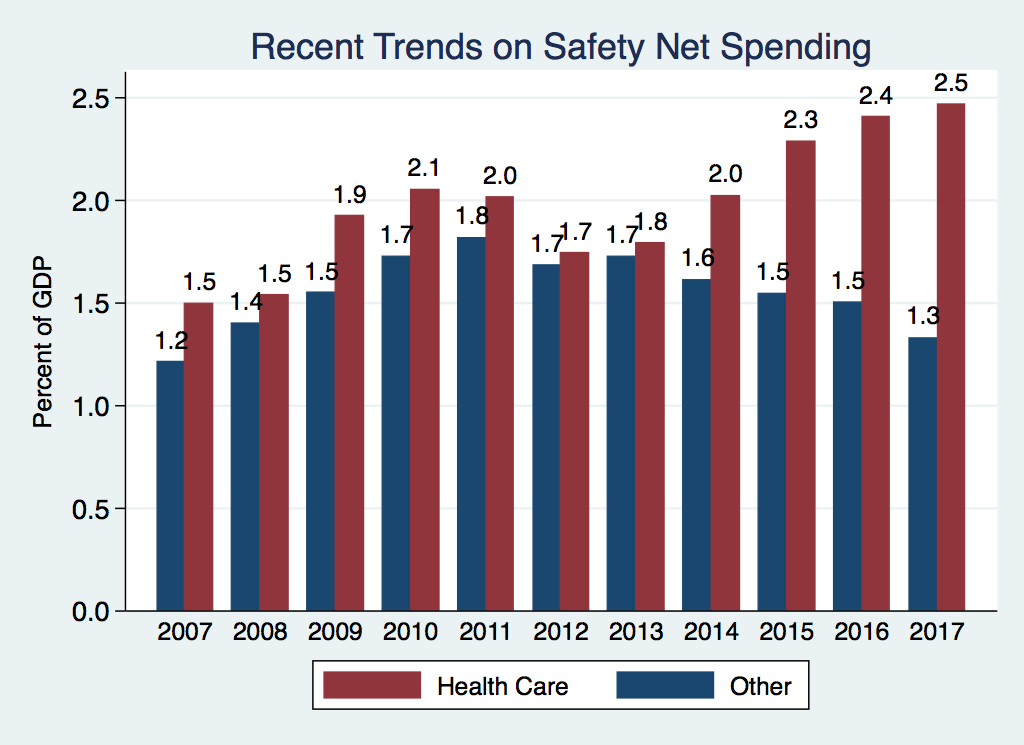 Recent Trends on Safety Net Spending
Percent of GDP
2.5
2.0
1.5
1.0
0.5
0.0
1.2 1.5 1.4 1.5 1.5 1.9 1.7 2.1 1.8 2.0 1.7 1.7 1.7 1.8 1.6 2.0 1.5 2.3 1.5 2.4 1.3 2.5
2007 2008 2009 2010 2011 2012 2013 2014 2015 2016 2017
Health Care Other